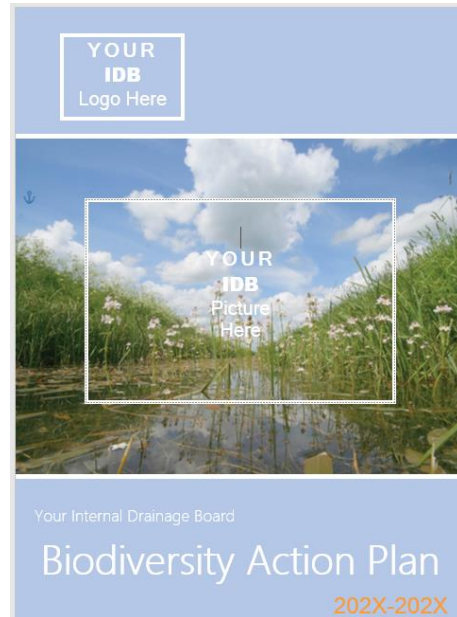 YOUR
IDB
Logo Here
YOUR
IDB
Picture
Here
Your Internal Drainage Board
Biodiversity Action Plan
202X-202X